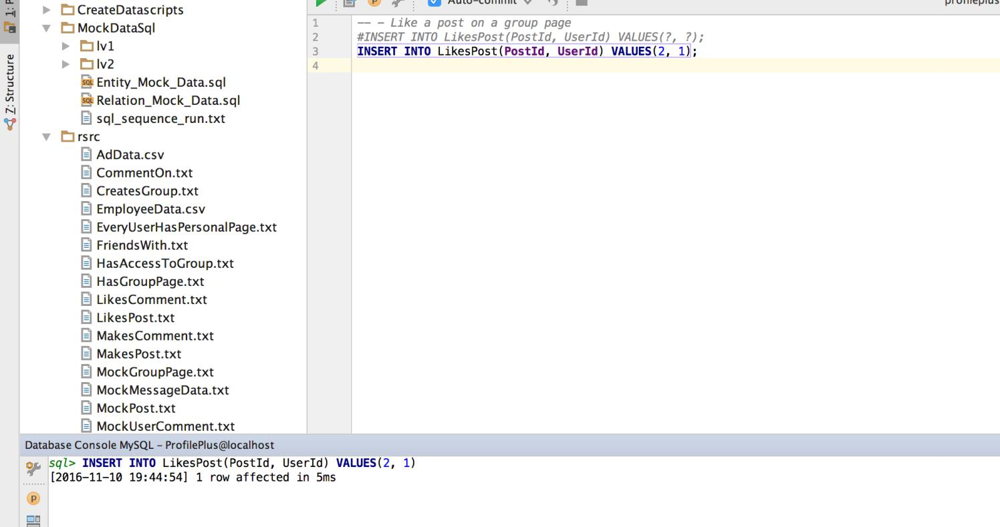 1: P
Z: Structure
CreateDatascripts
MockDataSql
lv1
lv2
Entity_Mock_Data.sql
Relation_Mock_Data.sql
sql_sequence_run.txt
rsrc
AdData.csv
CommentOn.txt
CreatesGroup.txt
EmployeeData.csv
EveryUserHasPersonalPage.txt
FriendsWith.txt
HasAccessToGroup.txt
HasGroupPage.txt
LikesComment.txt
LikesPost.txt
MakesComment.txt
MakesPost.txt
MockGroupPage.txt
MockMessageData.txt
MockPost.txt
MockUserComment.txt
Auto-commit
profileplus
1 -- - Like a post on a group page
2 #INSERT INTO LikesPost(PostId, UserId) VALUES(?, ?);
3 INSERT INTO LikesPost(PostId, UserId) VALUES(2, 1);
4
Database Console MySQL – ProfilePlus@localhost
sql> INSERT INTO LikesPost(PostId, UserId) VALUES(2, 1)
[2016-11-10 19:44:54] 1 row affected in 5ms